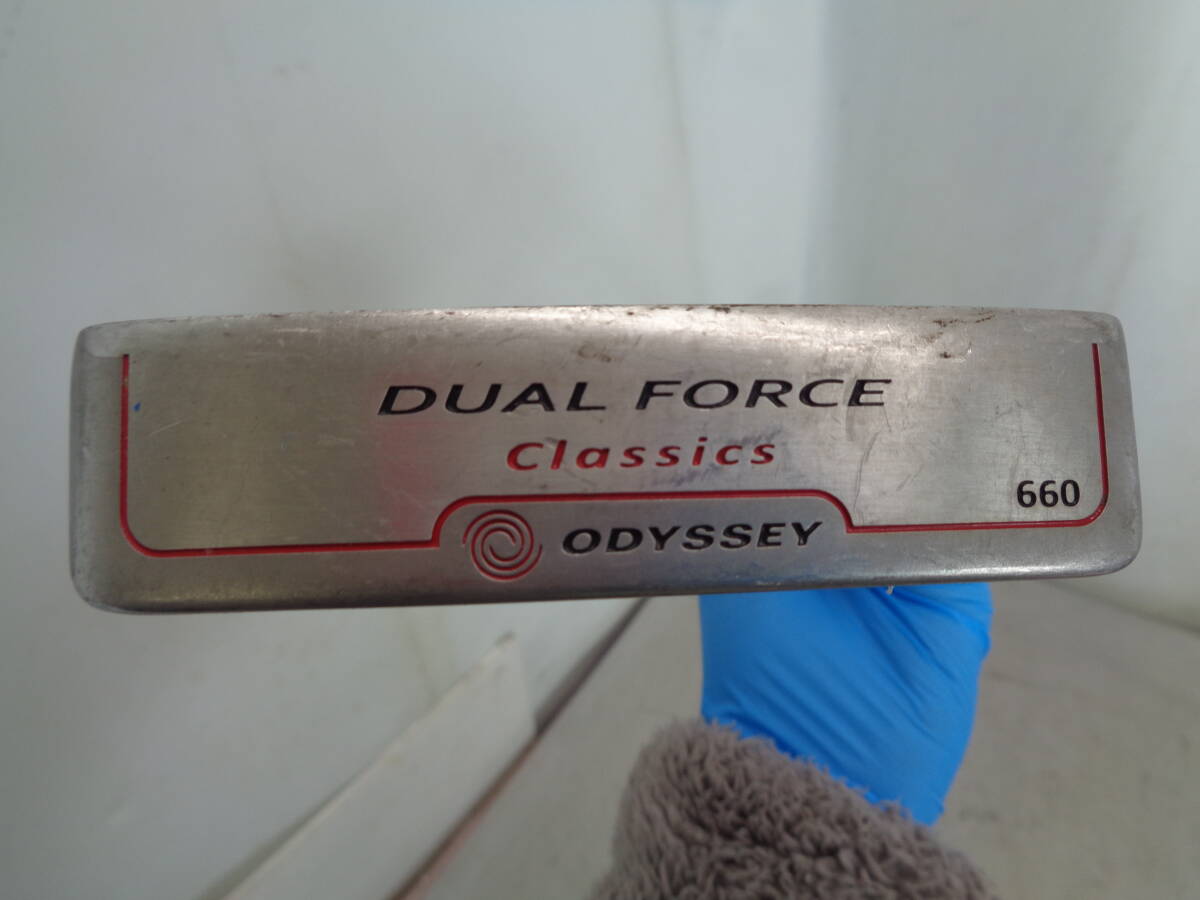 DUAL FORCE
Classics
660
ODYSSEY